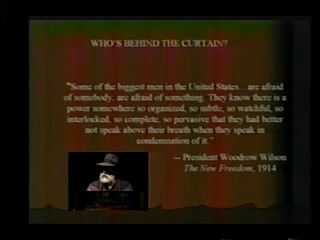 WHO'S BEHIND THE CURTAIN?
"Some of the biggest men in the United States... are afraid
of somebody, are afraid of something. They know there is a
power somewhere so organized, so subtle, so watchful, so
interlocked, so complete, so pervasive that they had better
not speak above their breath when they speak in
condemnation of it."
-- President Woodrow Wilson
The New Freedom, 1914